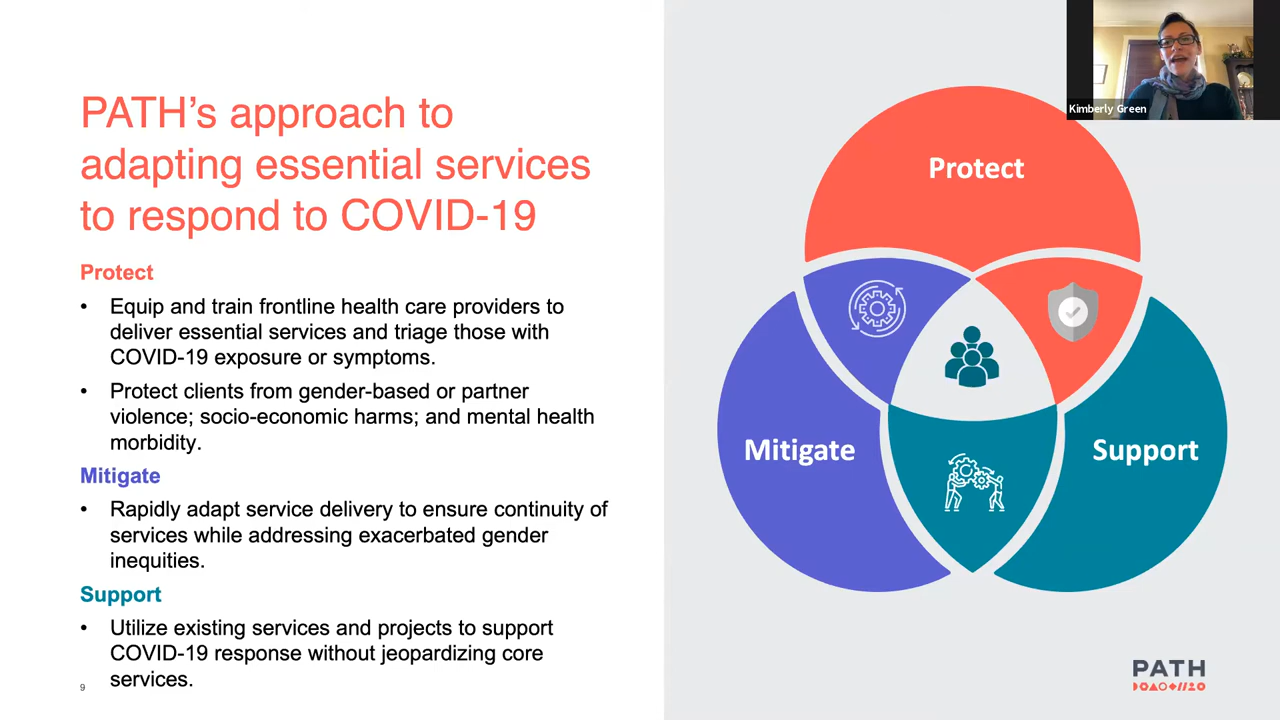 PATH’s approach to
adapting essential services
to respond to COVID-19
Protect
• Equip and train frontline health care providers to
deliver essential services and triage those with
COVID-19 exposure or symptoms.
• Protect clients from gender-based or partner
violence; socio-economic harms; and mental health
morbidity.
Mitigate
• Rapidly adapt service delivery to ensure continuity of
services while addressing exacerbated gender
inequities.
Support
• Utilize existing services and projects to support
COVID-19 response without jeopardizing core
services.
9
Kimberly Green
Protect
Mitigate
Support
PATH